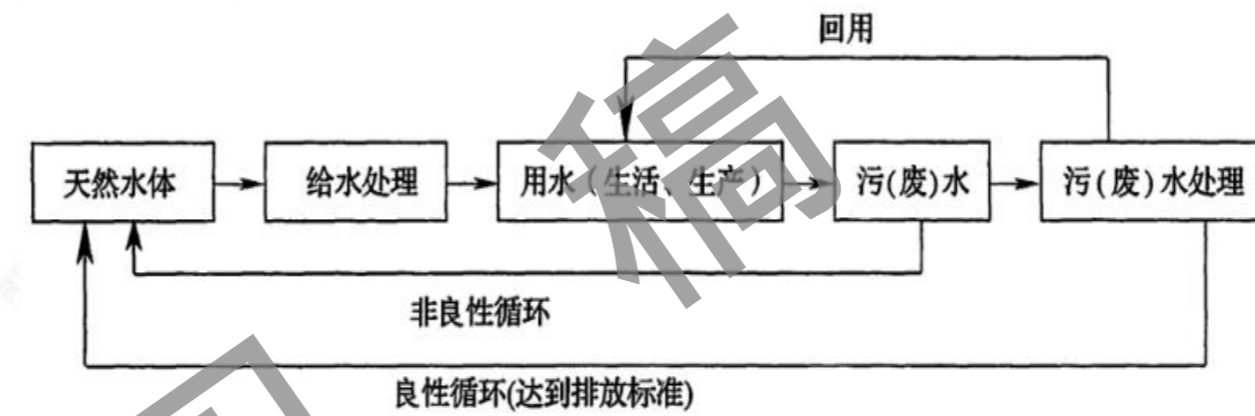 回用
天然水体 给水处理 用水(生活、生产) 污(废)水 污(废)水处理
非良性循环
良性循环(达到排放标准)
稿